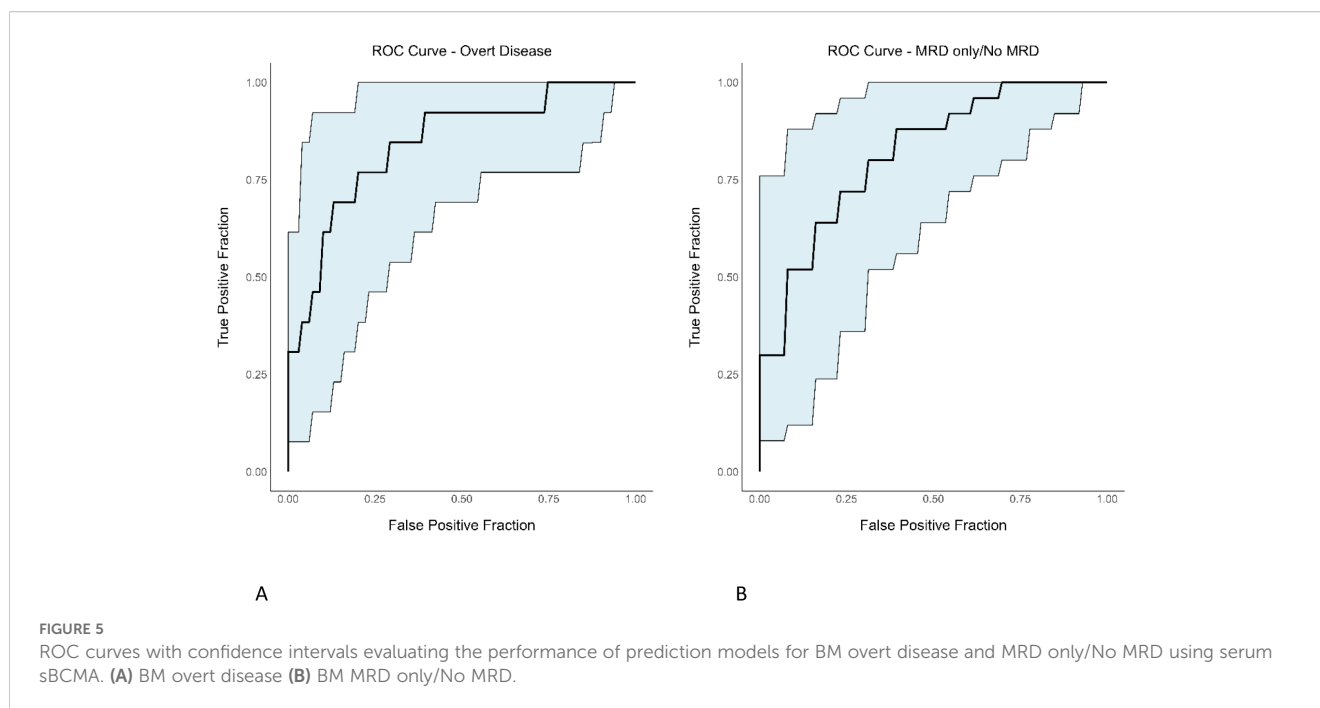 ROC Curve - Overt Disease
1.00
0.75
0.50
0.25
0.00
True Positive Fraction
0.00 0.25 0.50 0.75 1.00
False Positive Fraction
A
ROC Curve - MRD only/No MRD
1.00
0.75
0.50
0.25
0.00
True Positive Fraction
0.00 0.25 0.50 0.75 1.00
False Positive Fraction
B
FIGURE 5
ROC curves with confidence intervals evaluating the performance of prediction models for BM overt disease and MRD only/No MRD using serum
sBCMA. (A) BM overt disease (B) BM MRD only/No MRD.